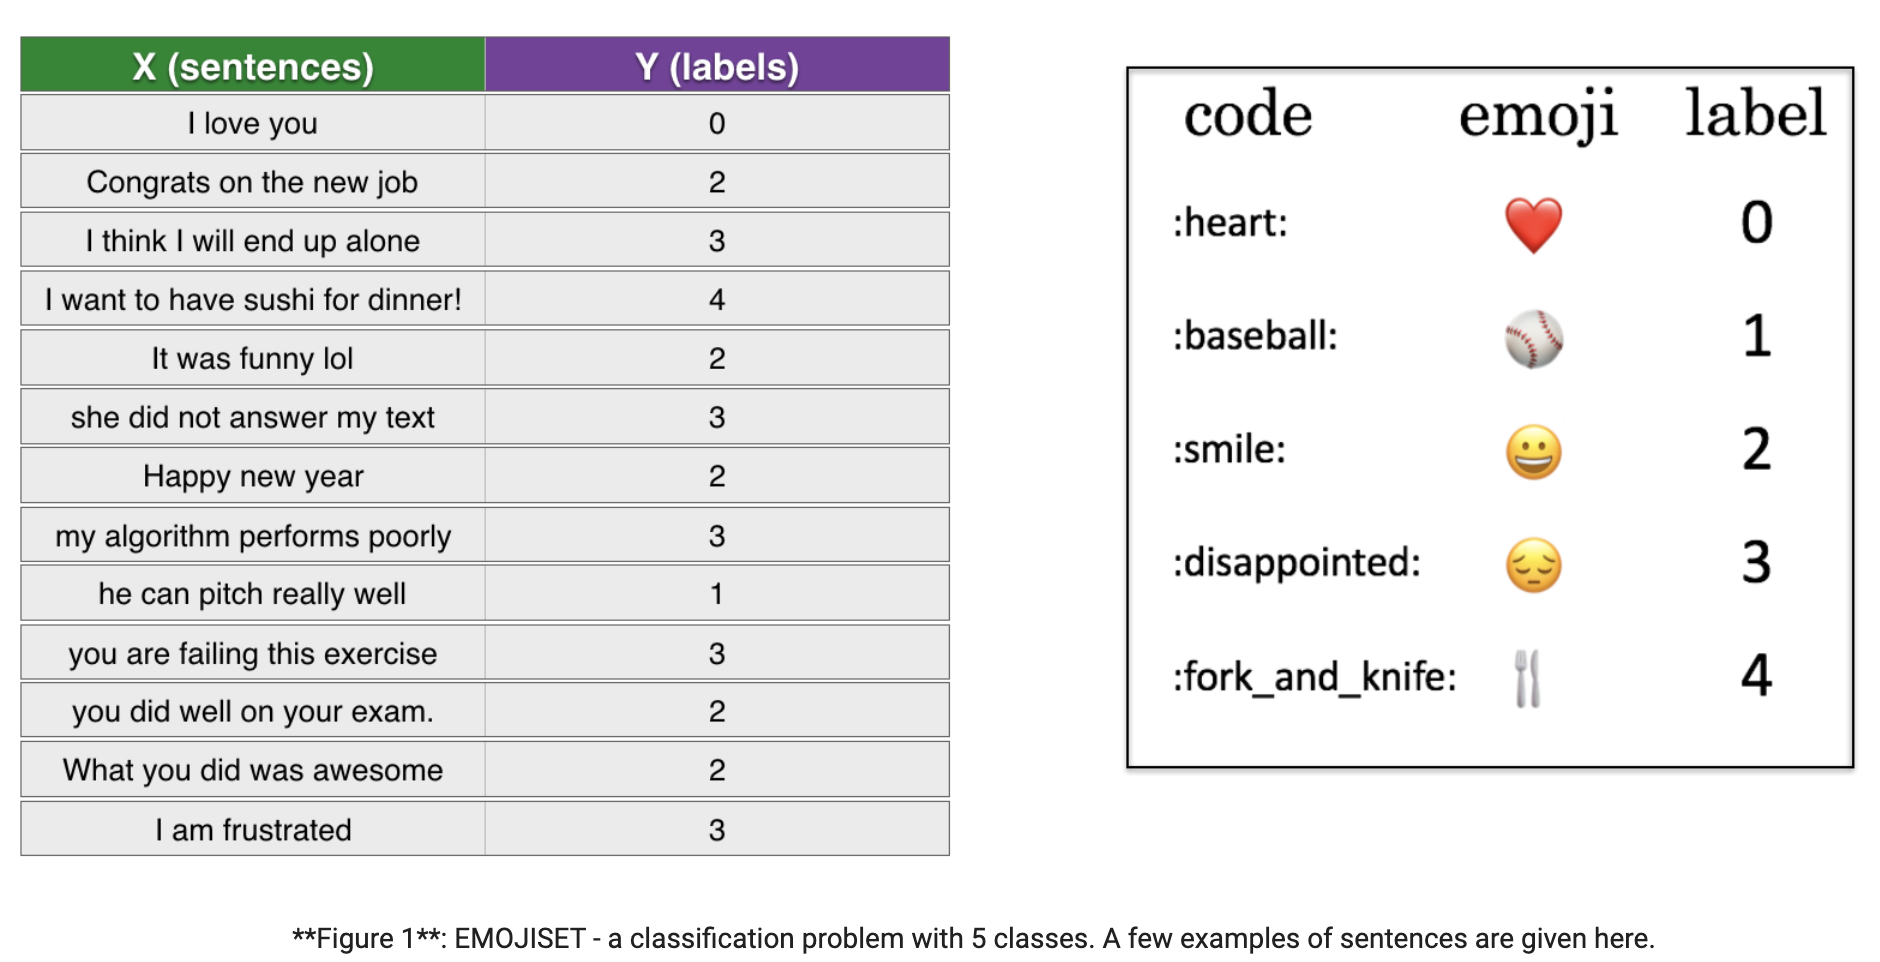 X (sentences) Y (labels)
I love you 0
Congrats on the new job 2
I think I will end up alone 3
I want to have sushi for dinner! 4
It was funny lol 2
she did not answer my text 3
Happy new year 2
my algorithm performs poorly 3
he can pitch really well 1
you are failing this exercise 3
you did well on your exam. 2
What you did was awesome 2
I am frustrated 3
code emoji label
:heart: ❤️ 0
:baseball: ⚾ 1
:smile: 😀 2
:disappointed: 😔 3
:fork_and_knife: 🍴 4
**Figure 1**: EMOJISET - a classification problem with 5 classes. A few examples of sentences are given here.